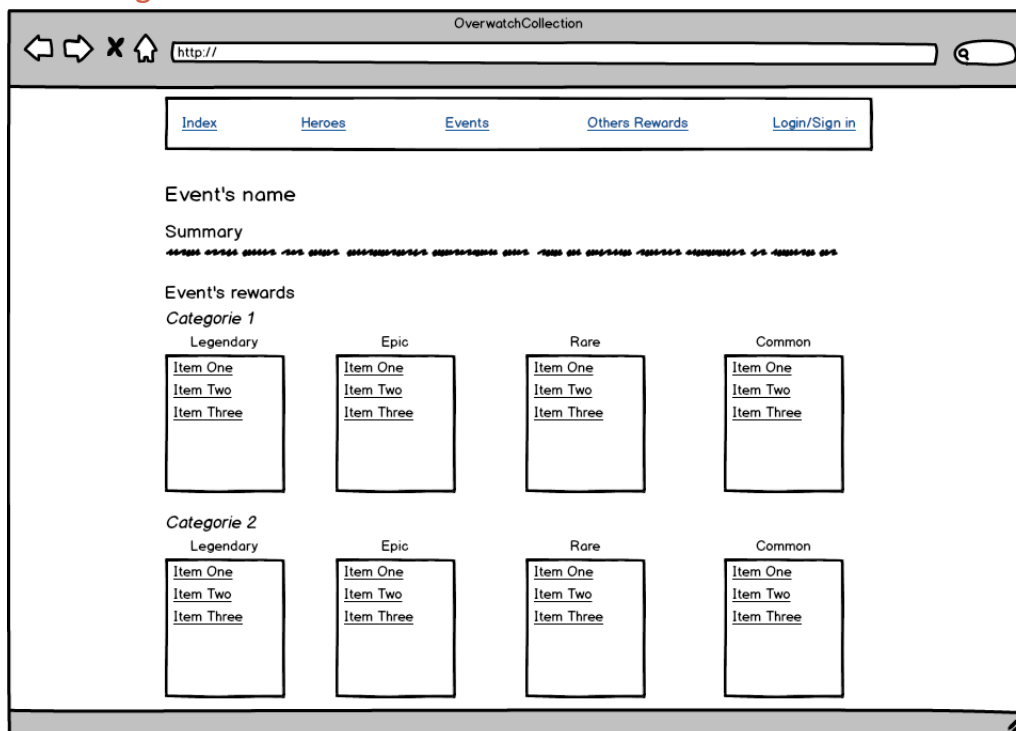 OverwatchCollection
http://
Index Heroes Events Others Rewards Login/Sign in
Event's name
Summary
Event's rewards
Categorie 1
Legendary Epic Rare Common
Item One Item One Item One Item One
Item Two Item Two Item Two Item Two
Item Three Item Three Item Three Item Three
Categorie 2
Legendary Epic Rare Common
Item One Item One Item One Item One
Item Two Item Two Item Two Item Two
Item Three Item Three Item Three Item Three